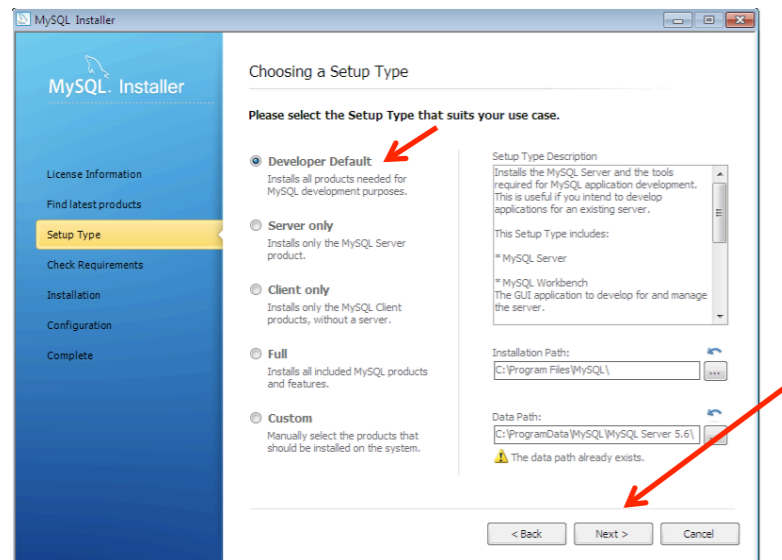 MySQL Installer
MySQL. Installer
License Information
Find latest products
Setup Type
Check Requirements
Installation
Configuration
Complete
Choosing a Setup Type
Please select the Setup Type that suits your use case.
Developer Default
Installs all products needed for
MySQL development purposes.
Server only
Installs only the MySQL Server
product.
Client only
Installs only the MySQL Client
products, without a server.
Full
Installs all included MySQL products
and features.
Custom
Manually select the products that
should be installed on the system.
Setup Type Description
Installs the MySQL Server and the tools
required for MySQL application development.
This is useful if you intend to develop
applications for an existing server.
This Setup Type includes:
* MySQL Server
* MySQL Workbench
The GUI application to develop for and manage
the server.
Installation Path:
C:\Program Files\MySQL\
...
Data Path:
C:\ProgramData\MySQL\MySQL Server 5.6\
...
The data path already exists.
< Back
Next >
Cancel